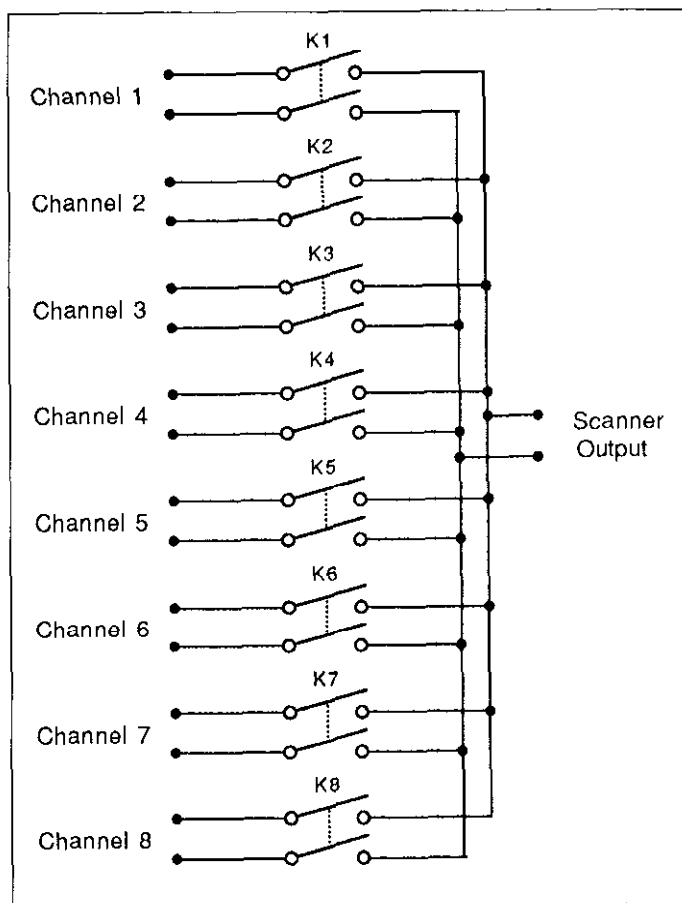 K1
Channel 1
K2
Channel 2
K3
Channel 3
K4
Channel 4
Scanner
Output
K5
Channel 5
K6
Channel 6
K7
Channel 7
K8
Channel 8